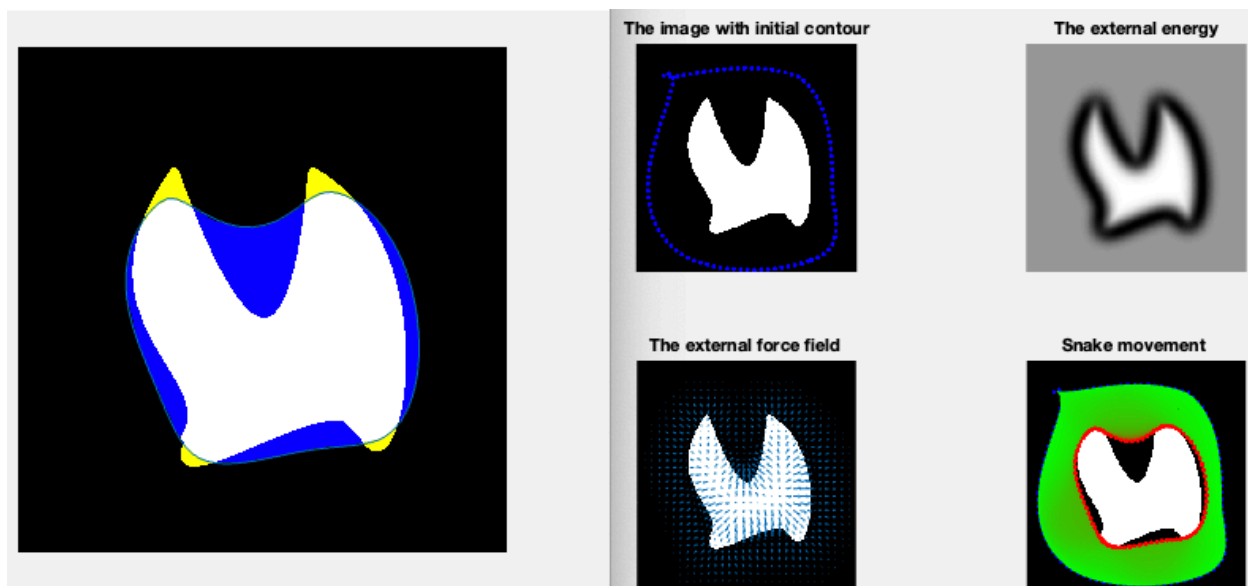 The image with initial contour
The external energy
The external force field
Snake movement